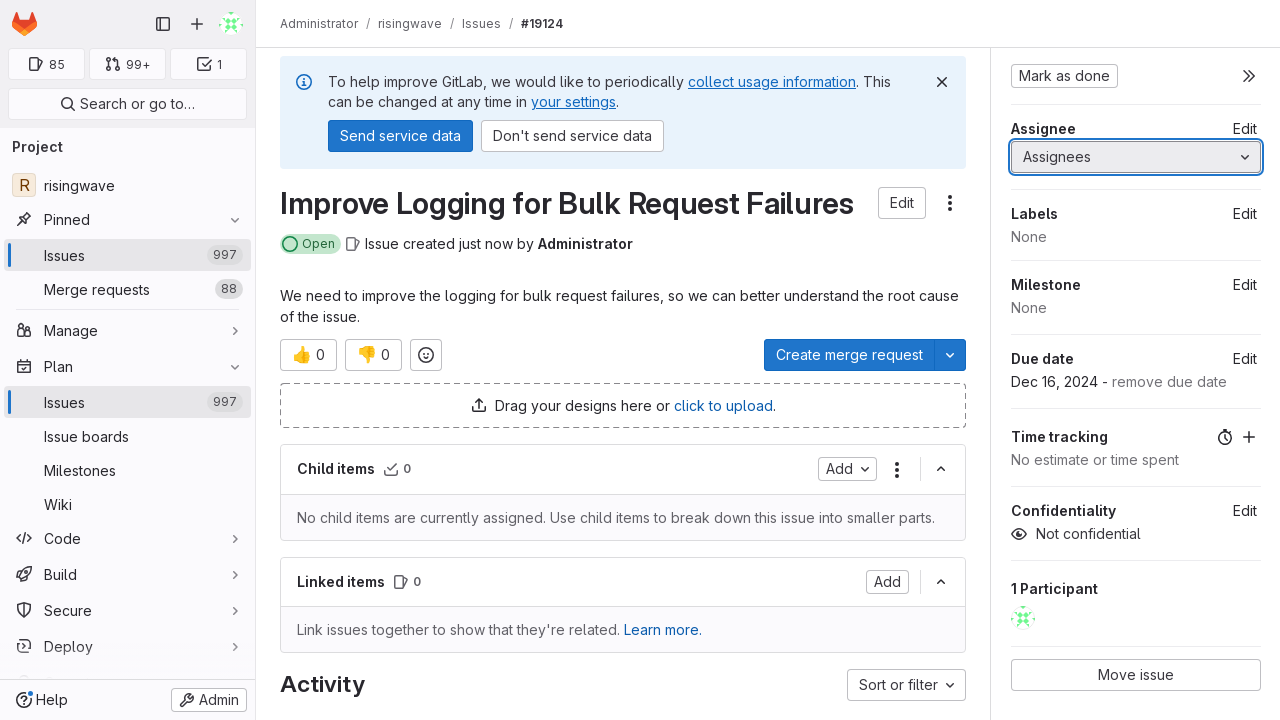 85
99+
1
Search or go to…
Project
R
risingwave
Pinned
Issues
997
Merge requests
88
Manage
Plan
Issues
997
Issue boards
Milestones
Wiki
Code
Build
Secure
Deploy
Help
Admin
Administrator / risingwave / Issues / #19124
To help improve GitLab, we would like to periodically collect usage information. This
can be changed at any time in your settings.
Send service data
Don't send service data
Improve Logging for Bulk Request Failures
Edit
Open
Issue created just now by Administrator
We need to improve the logging for bulk request failures, so we can better understand the root cause
of the issue.
👍 0
👎 0
Create merge request
Drag your designs here or click to upload.
Child items
0
Add
No child items are currently assigned. Use child items to break down this issue into smaller parts.
Linked items
0
Add
Link issues together to show that they're related. Learn more.
Activity
Sort or filter
Mark as done
Assignee
Edit
Assignees
Labels
Edit
None
Milestone
Edit
None
Due date
Edit
Dec 16, 2024 - remove due date
Time tracking
No estimate or time spent
Confidentiality
Edit
Not confidential
1 Participant
Move issue